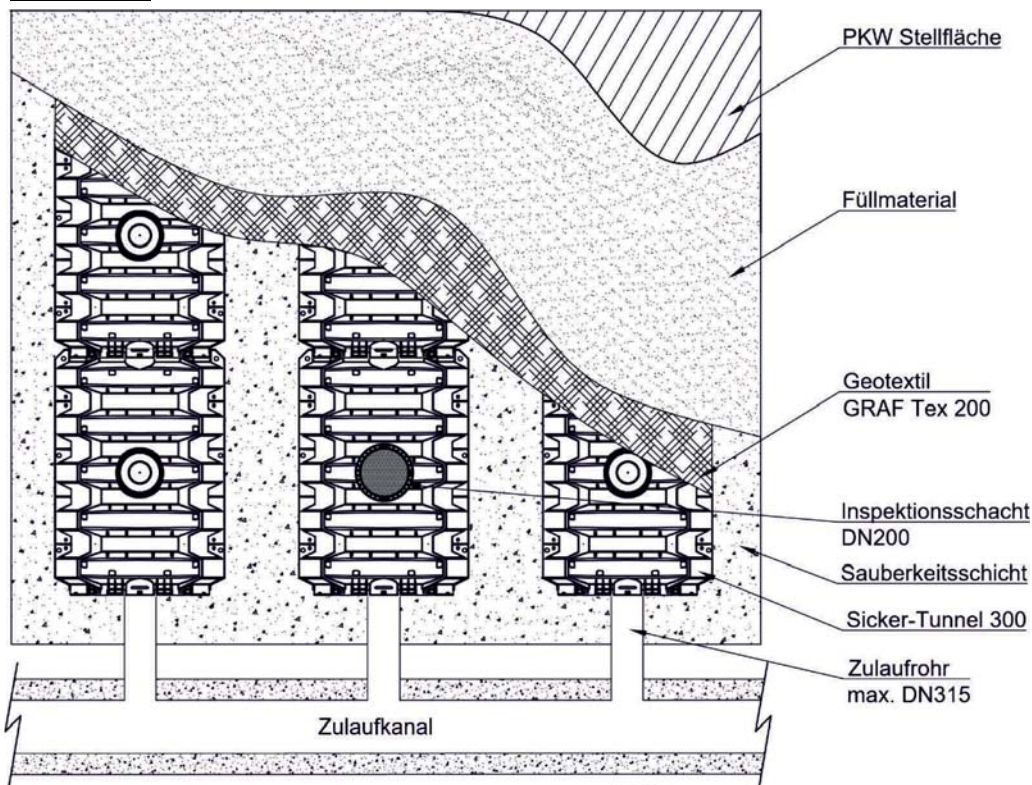 PKW Stellfläche
Füllmaterial
Geotextil
GRAF Tex 200
Inspektionsschacht
DN200
Sauberkeitsschicht
Sicker-Tunnel 300
Zulaufrohr
max. DN315
Zulaufkanal